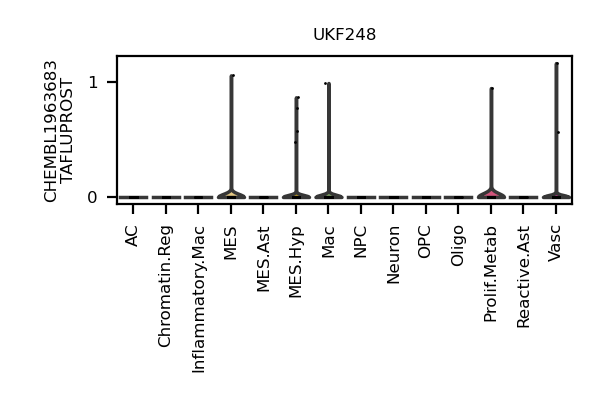 UKF248
CHEMBL1963683
TAFLUPROST
1
0
AC
Chromatin.Reg
Inflammatory.Mac
MES
MES.Ast
MES.Hyp
Mac
NPC
Neuron
OPC
Oligo
Prolif.Metab
Reactive.Ast
Vasc